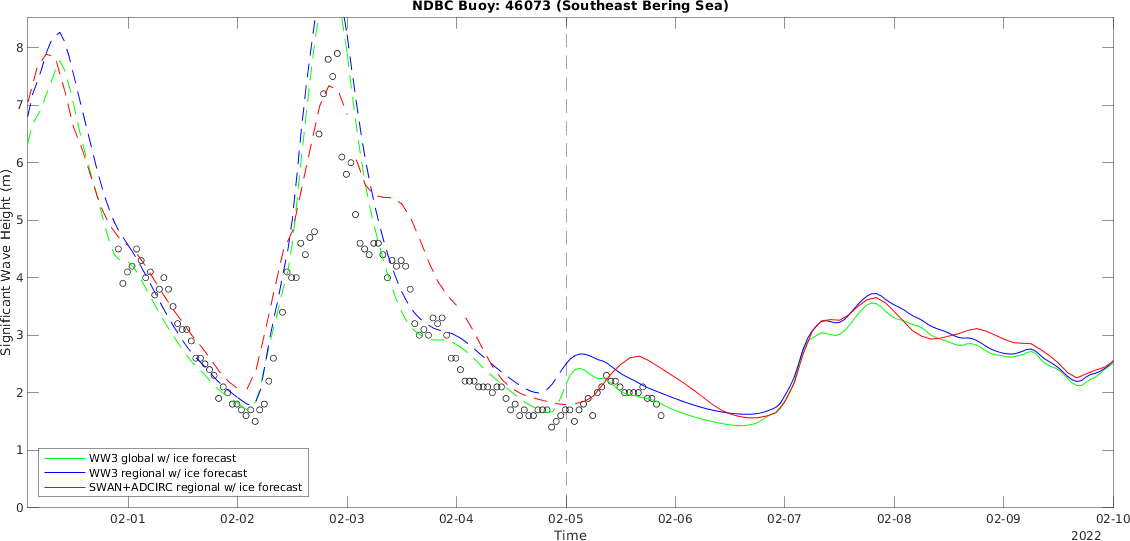 NDBC Buoy: 46073 (Southeast Bering Sea)
8
7
6
5
4
3
2
1
0
Significant Wave Height (m)
WW3 global w/ ice forecast
WW3 regional w/ ice forecast
SWAN+ADCIRC regional w/ ice forecast
02-01 02-02 02-03 02-04 02-05 02-06 02-07 02-08 02-09 02-10
Time
2022